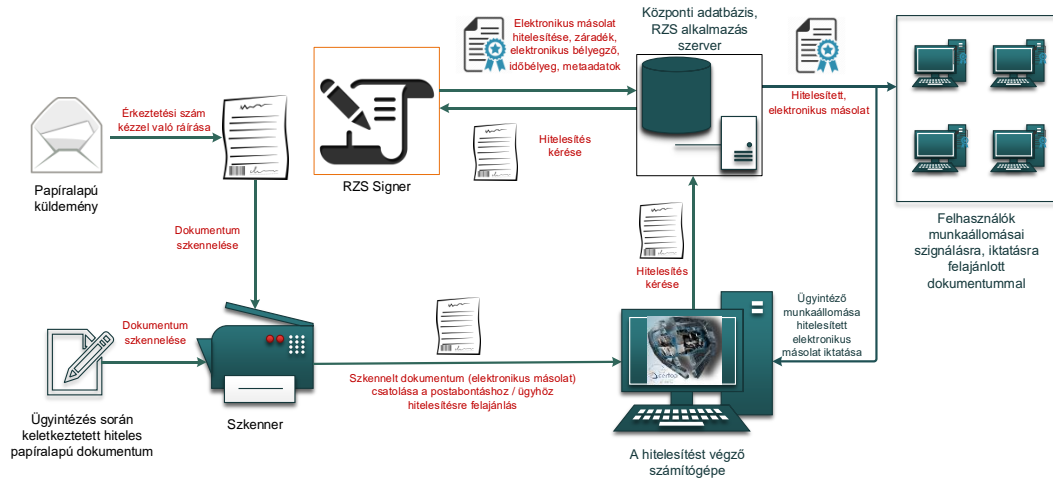 Elektronikus másolat
hitelesítése, záradék,
elektronikus bélyegző,
időbélyeg, metaadatok
Központi adatbázis,
RZS alkalmazás
szerver
Érkeztetési szám
kézzel való ráírása
Hitelesített,
elektronikus másolat
Hitelesítés
kérése
Papíralapú
küldemény
RZS Signer
Felhasználók
munkaállomásai
szignálásra, iktatásra
felajánlott
dokumentummal
Dokumentum
szkennelése
Hitelesítés
kérése
Dokumentum
szkennelése
Ügyintéző
munkaállomása
hitelesített
elektronikus
másolat iktatása
Szkennelt dokumentum (elektronikus másolat)
csatolása a postabontáshoz / ügyhöz
hitelesítésre felajánlás
Ügyintézés során
keletkeztetett hiteles
papíralapú dokumentum
Szkenner
A hitelesítést végző
számítógépe